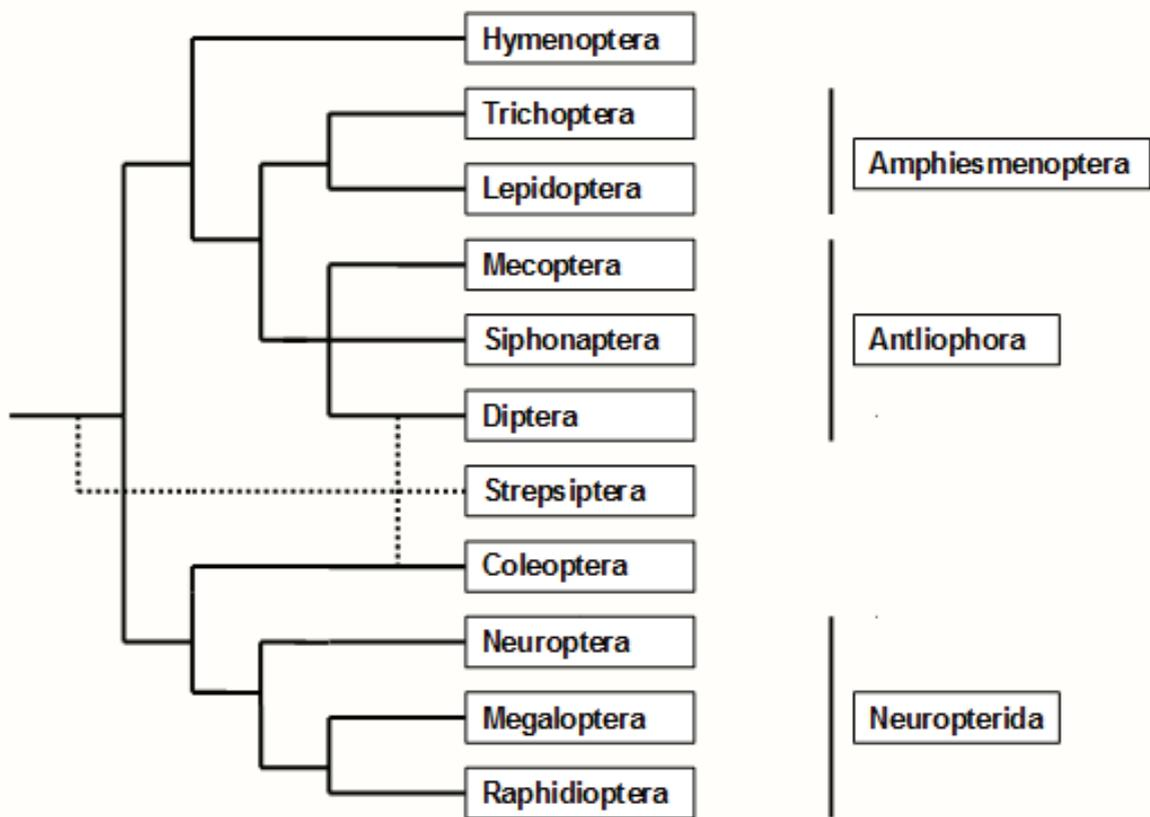 Hymenoptera
Trichoptera
Lepidoptera
Amphiesmenoptera
Mecoptera
Siphonaptera
Antliophora
Diptera
Strepsiptera
Coleoptera
Neuroptera
Megaloptera
Neuropterida
Raphidioptera